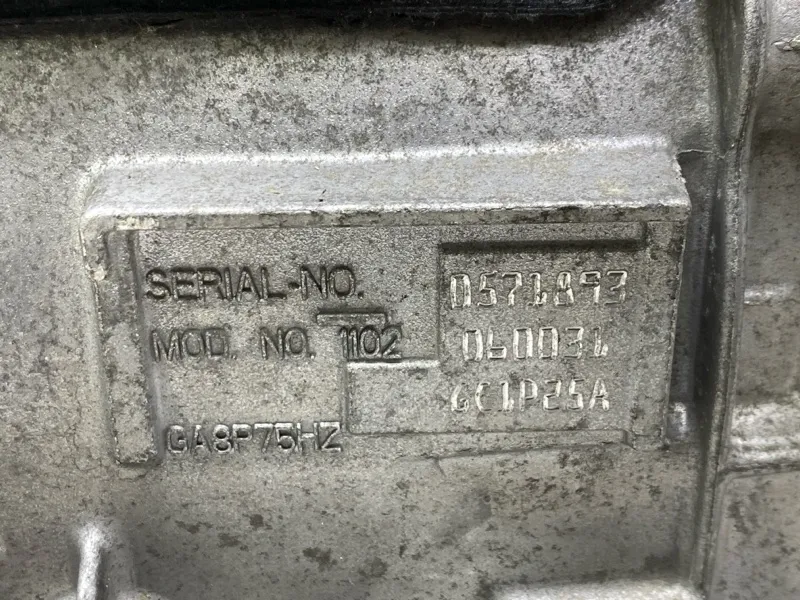 SERIAL-NO. 0571893
MOD. NO. 1102 060031
6C1P25A
GA8P75HZ